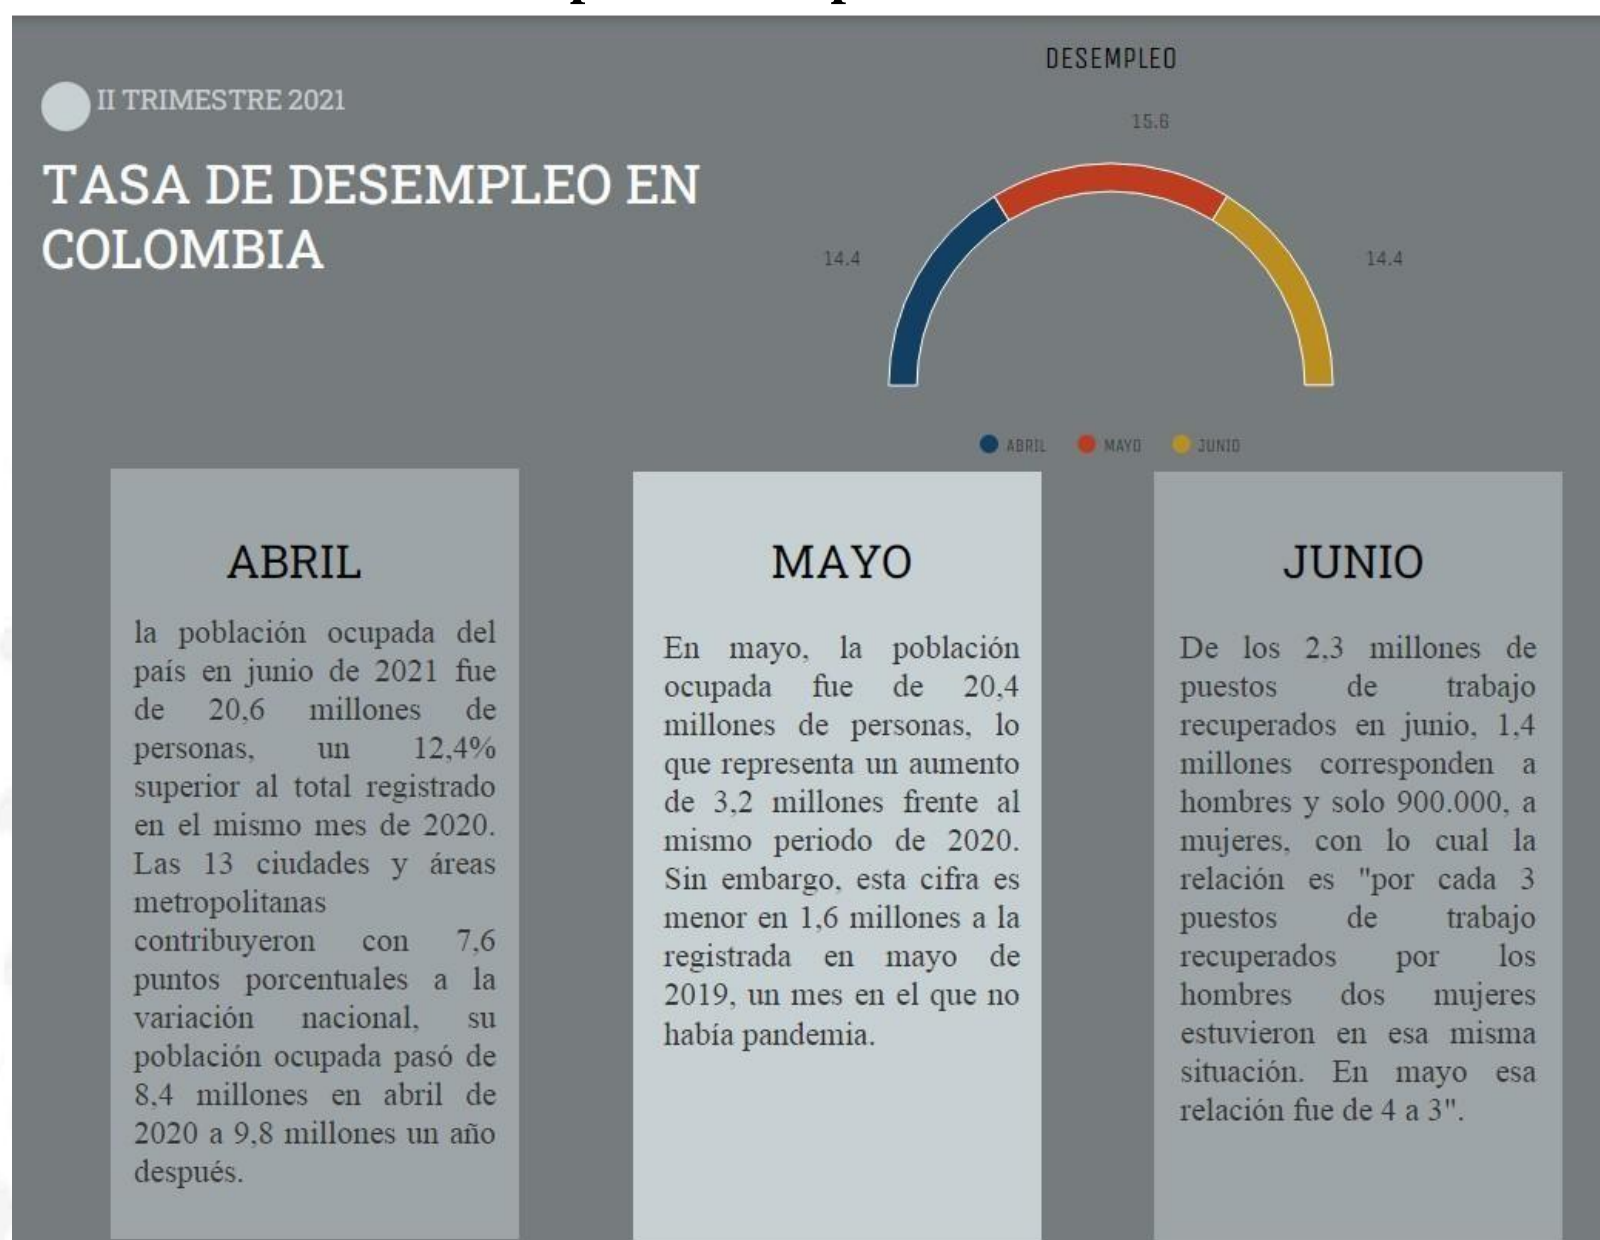 II TRIMESTRE 2021
TASA DE DESEMPLEO EN
COLOMBIA
DESEMPLEO
15.6
14.4
14.4
ABRIL
MAYO
JUNIO
ABRIL
la población ocupada del
país en junio de 2021 fue
de 20,6 millones de
personas, un 12,4%
superior al total registrado
en el mismo mes de 2020.
Las 13 ciudades y áreas
metropolitanas
contribuyeron con 7,6
puntos porcentuales a la
variación nacional, su
población ocupada pasó de
8,4 millones en abril de
2020 a 9,8 millones un año
después.
MAYO
En mayo, la población
ocupada fue de 20,4
millones de personas, lo
que representa un aumento
de 3,2 millones frente al
mismo periodo de 2020.
Sin embargo, esta cifra es
menor en 1,6 millones a la
registrada en mayo de
2019, un mes en el que no
había pandemia.
JUNIO
De los 2,3 millones de
puestos de trabajo
recuperados en junio, 1,4
millones corresponden a
hombres y solo 900.000, a
mujeres, con lo cual la
relación es "por cada 3
puestos de trabajo
recuperados por los
hombres dos mujeres
estuvieron en esa misma
situación. En mayo esa
relación fue de 4 a 3".